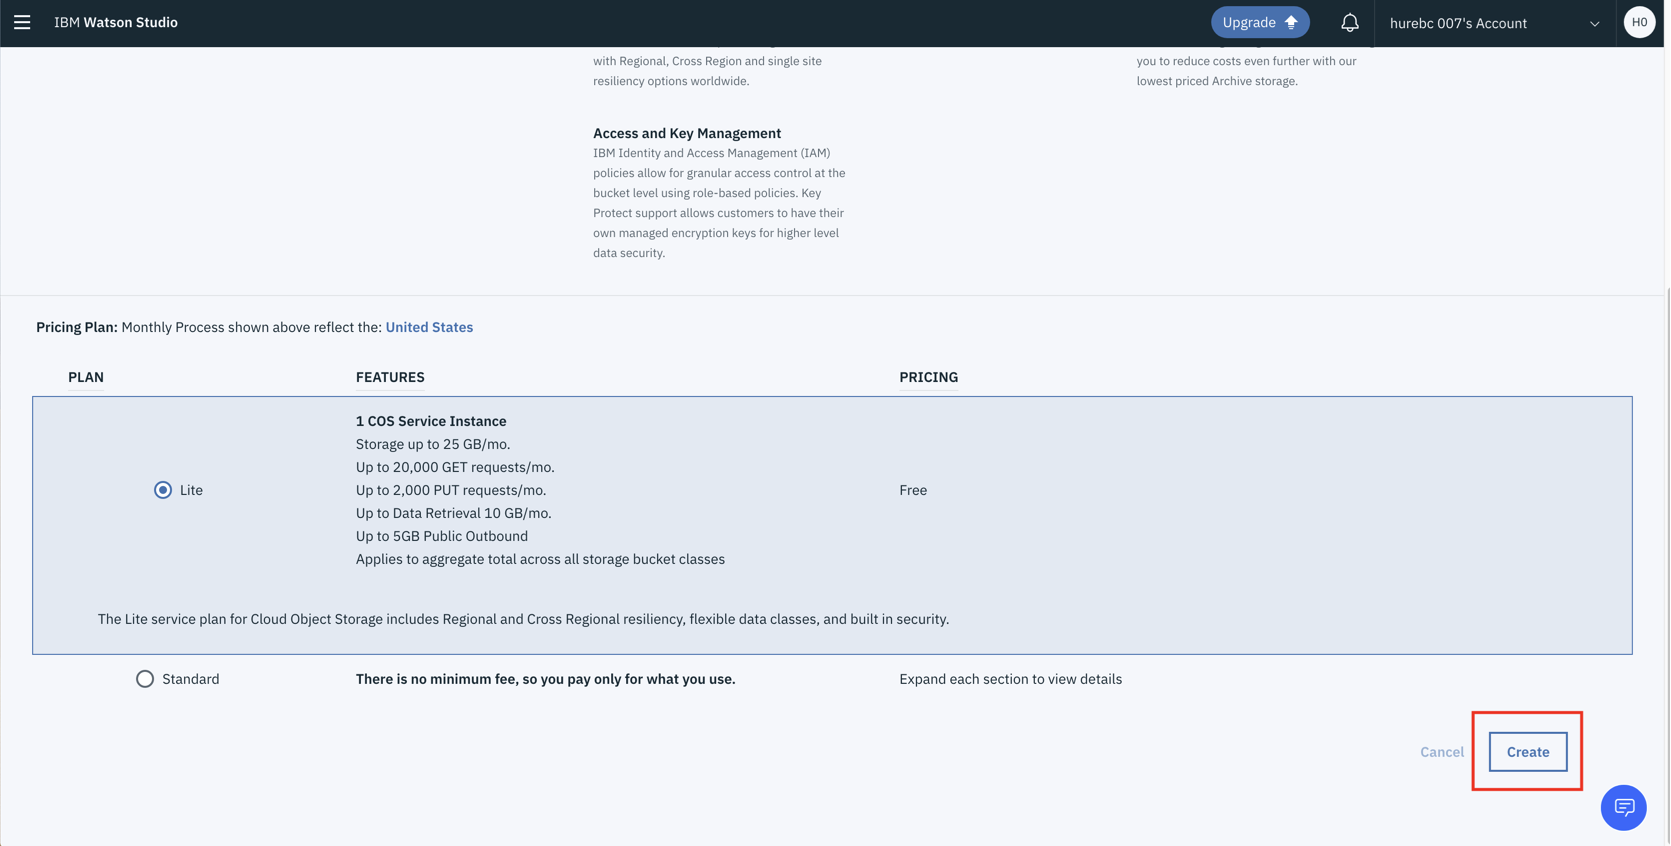 IBM Watson Studio
Upgrade
hurebc 007's Account
H0
with Regional, Cross Region and single site
resiliency options worldwide.
you to reduce costs even further with our
lowest priced Archive storage.
Access and Key Management
IBM Identity and Access Management (IAM)
policies allow for granular access control at the
bucket level using role-based policies. Key
Protect support allows customers to have their
own managed encryption keys for higher level
data security.
Pricing Plan: Monthly Process shown above reflect the: United States
PLAN
FEATURES
PRICING
1 COS Service Instance
Storage up to 25 GB/mo.
Up to 20,000 GET requests/mo.
Lite
Up to 2,000 PUT requests/mo.
Free
Up to Data Retrieval 10 GB/mo.
Up to 5GB Public Outbound
Applies to aggregate total across all storage bucket classes
The Lite service plan for Cloud Object Storage includes Regional and Cross Regional resiliency, flexible data classes, and built in security.
Standard
There is no minimum fee, so you pay only for what you use.
Expand each section to view details
Cancel
Create